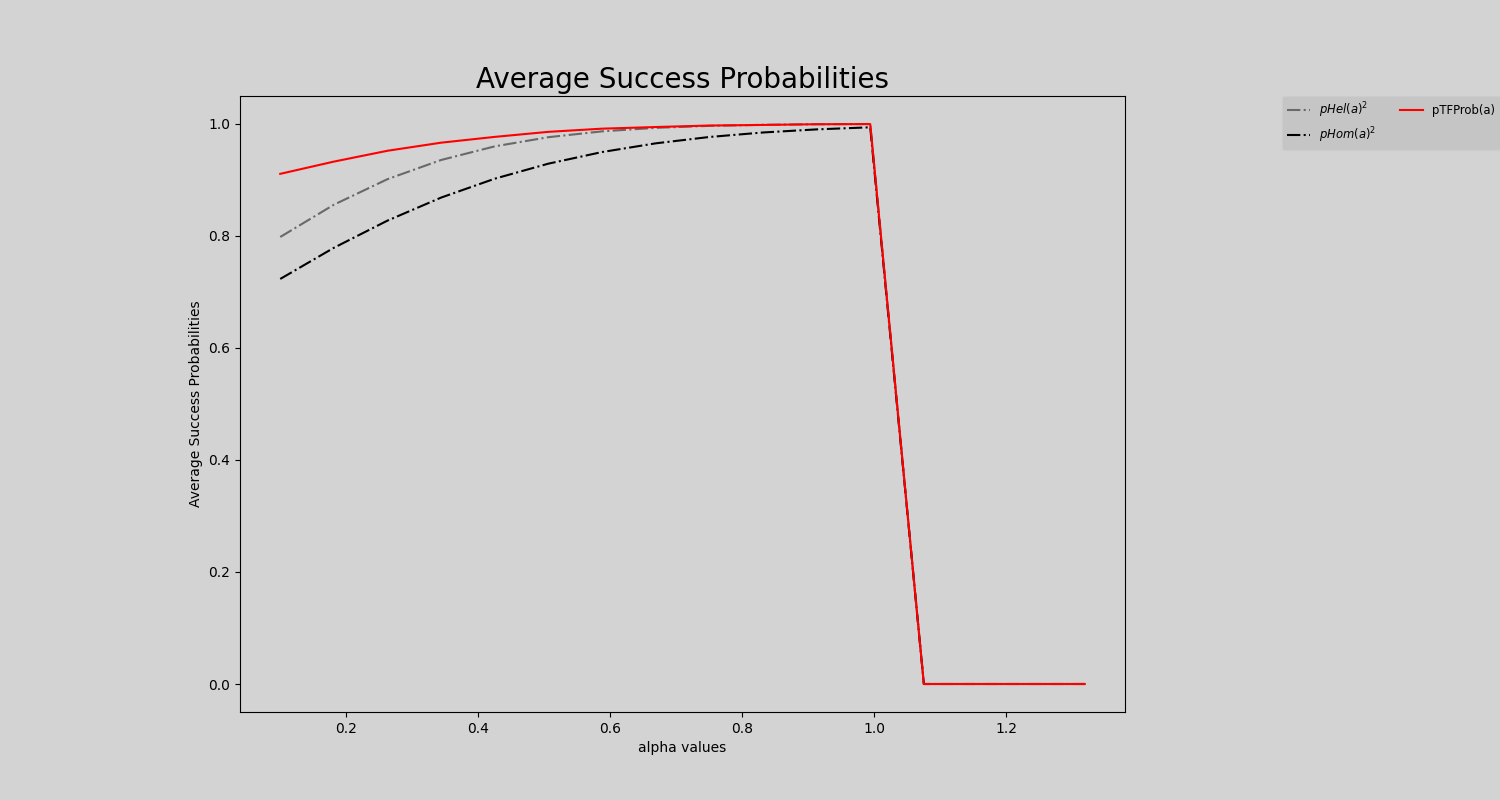 Average Success Probabilities
pHel(a)² pTFProb(a)
pHom(a)²
1.0
0.8
0.6
0.4
0.2
0.0
Average Success Probabilities
0.2 0.4 0.6 0.8 1.0 1.2
alpha values